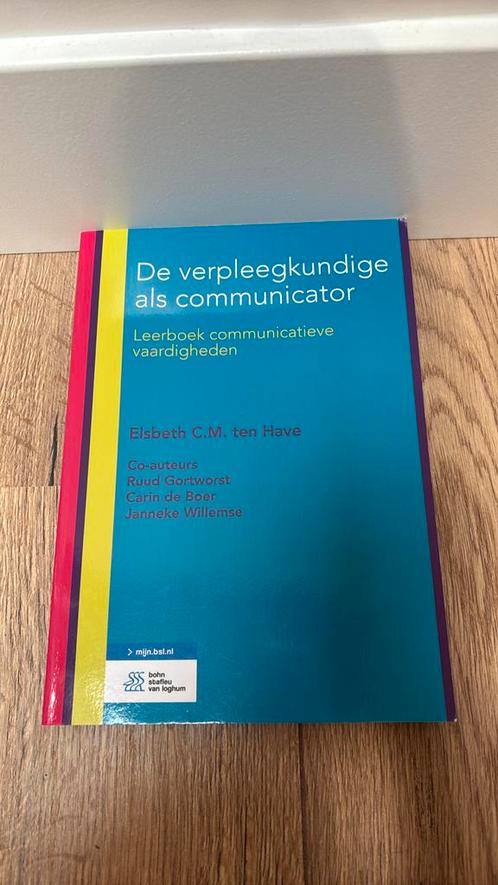 De verpleegkundige
als communicator
Leerboek communicatieve
vaardigheden
Elsbeth C.M. ten Have
Co-auteurs
Ruud Gortworst
Carin de Boer
Janneke Willemse
> mijn.bsl.nl
bohn
stafleu
van loghum